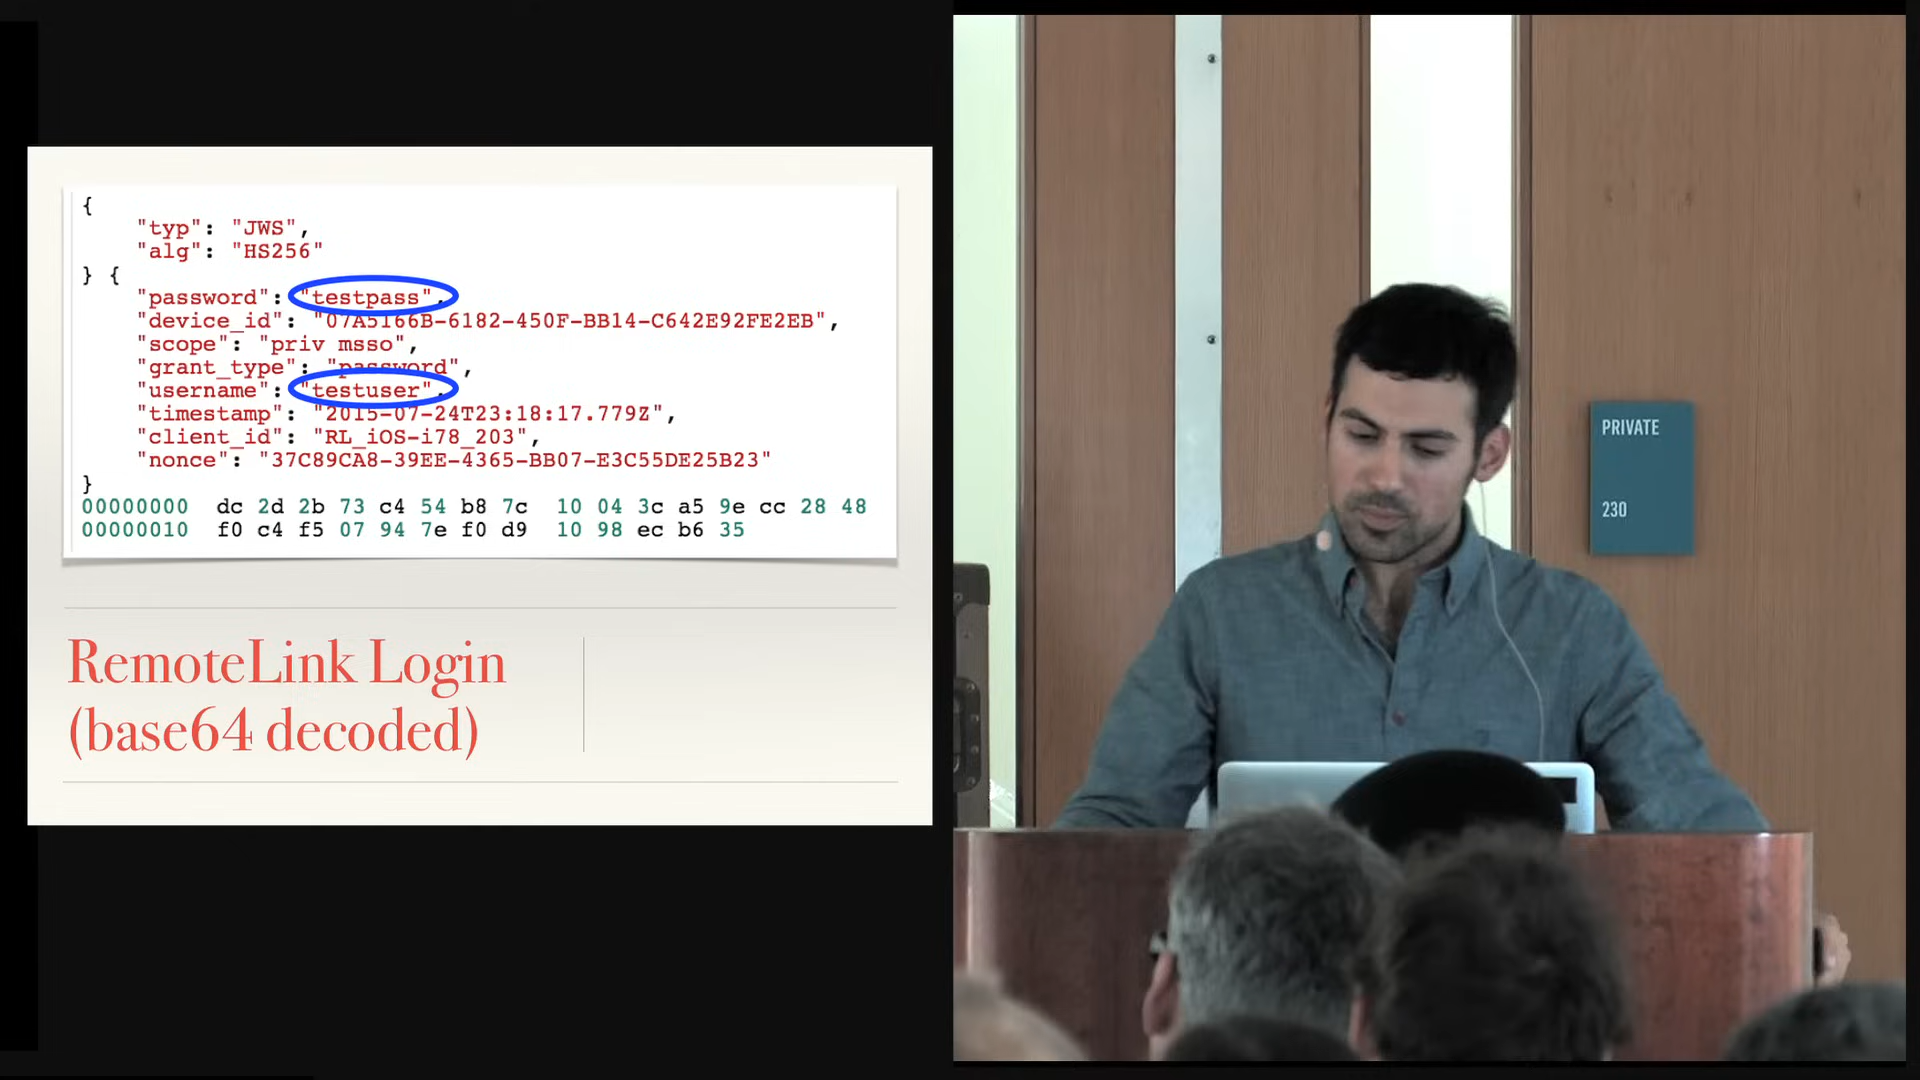 {
"typ": "JWS",
"alg": "HS256"
} {
"password": "testpass",
"device_id": "07A5166B-6182-450F-BB14-C642E92FE2EB",
"scope": "priv msso",
"grant_type": "password",
"username": "testuser",
"timestamp": "2015-07-24T23:18:17.779Z",
"client_id": "RL_iOS-i78_203",
"nonce": "37C89CA8-39EE-4365-BB07-E3C55DE25B23"
}
00000000 dc 2d 2b 73 c4 54 b8 7c 10 04 3c a5 9e cc 28 48
00000010 f0 c4 f5 07 94 7e f0 d9 10 98 ec b6 35
RemoteLink Login
(base64 decoded)
PRIVATE
230